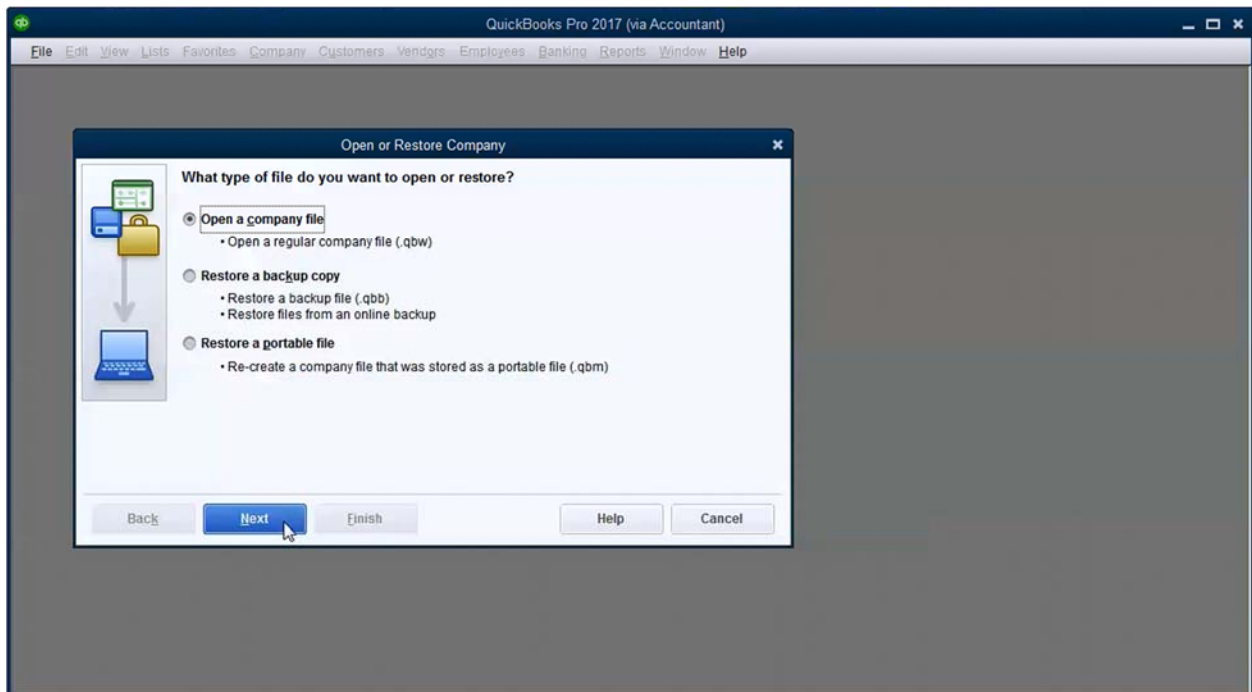 qb
QuickBooks Pro 2017 (via Accountant)
File Edit View Lists Favorites Company Customers Vendors Employees Banking Reports Window Help
Open or Restore Company
What type of file do you want to open or restore?
Open a company file
• Open a regular company file (.qbw)
Restore a backup copy
• Restore a backup file (.qbb)
• Restore files from an online backup
Restore a portable file
• Re-create a company file that was stored as a portable file (.qbm)
Back Next Finish Help Cancel